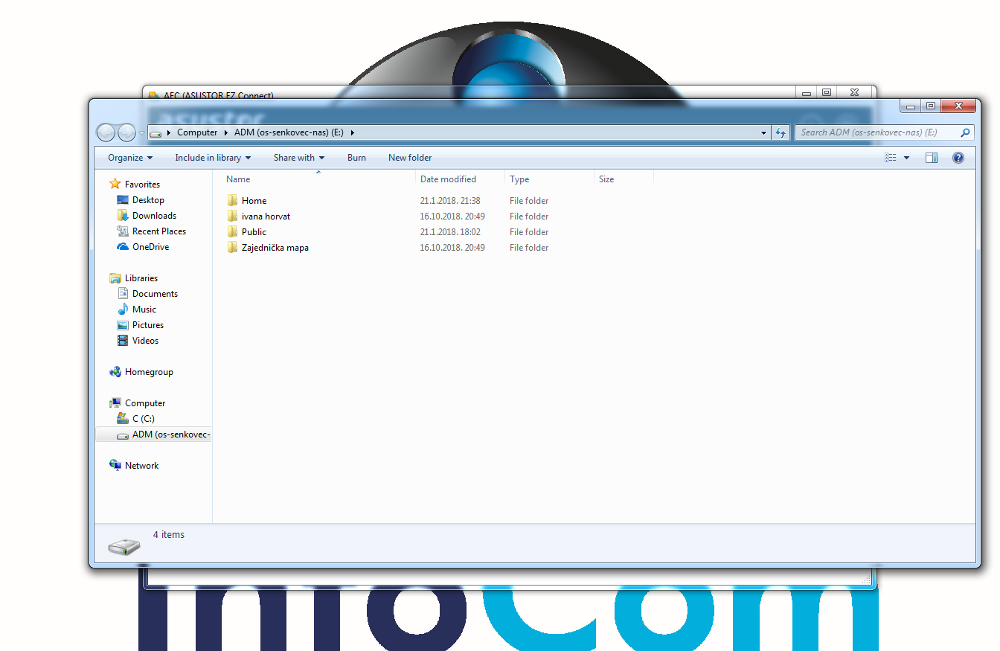 AEC (ASUSTOR EZ Connect)
asustor
Computer ADM (os-senkovec-nas) (E:) Search ADM (os-senkovec-nas) (E:)
Organize Include in library Share with Burn New folder
Name Date modified Type Size
Home 21.1.2018. 21:38 File folder
ivana horvat 16.10.2018. 20:49 File folder
Public 21.1.2018. 18:02 File folder
Zajednička mapa 16.10.2018. 20:49 File folder
Favorites
Desktop
Downloads
Recent Places
OneDrive
Libraries
Documents
Music
Pictures
Videos
Homegroup
Computer
C (C:)
ADM (os-senkovec-
Network
4 items
InfoCom